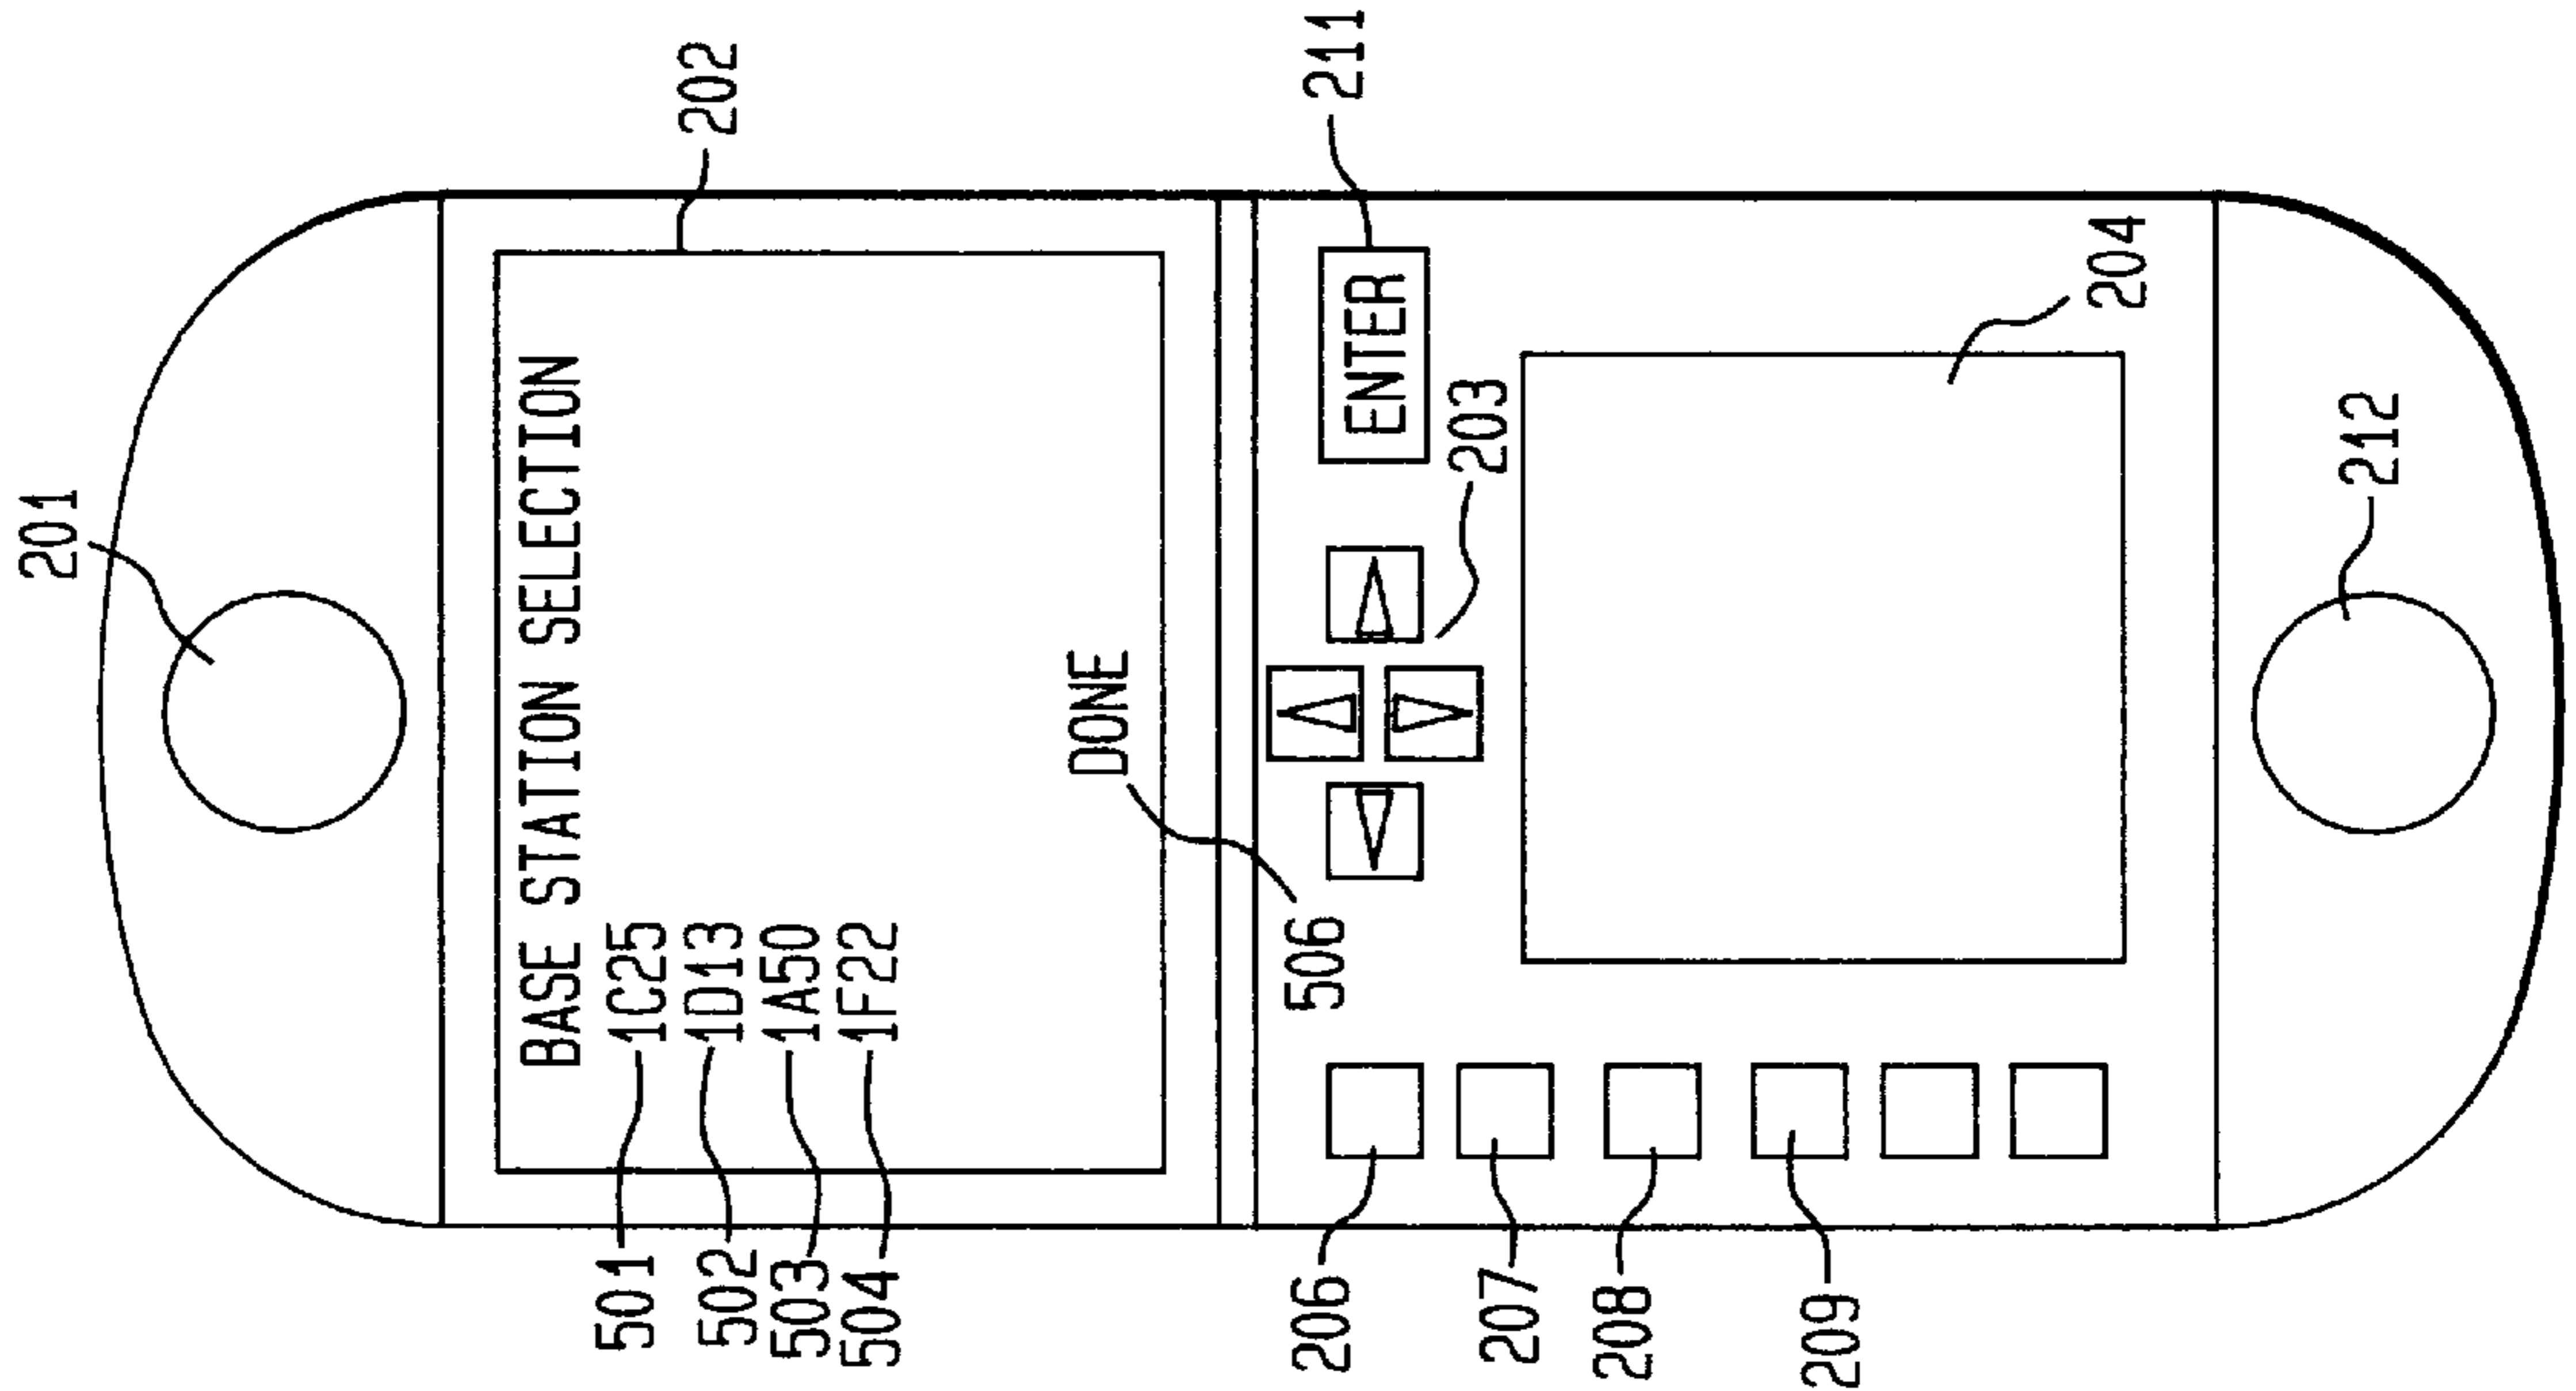 201
202
BASE STATION SELECTION
501 1C25
502 1D13
503 1A50
504 1F22
DONE
506
211
ENTER
203
204
206
207
208
209
212